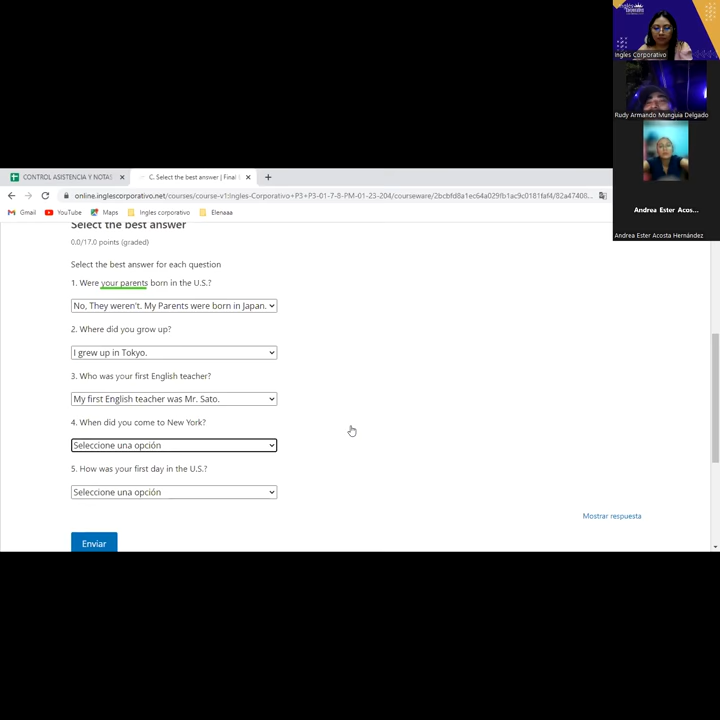 Ingles Corporativo
Rudy Armando Munguia Delgado
Andrea Ester Acos...
Andrea Ester Acosta Hernández
CONTROL ASISTENCIA Y NOTAS
C. Select the best answer | Final
online.inglescorporativo.net/courses/course-v1:Ingles-Corporativo+P3+P3-01-7-8-PM-01-23-204/courseware/2bcbfd8a1ec64a029fb1ac9c0181faf4/82a47408...
Gmail
YouTube
Maps
Ingles corporativo
Elenaaa
Select the best answer
0.0/17.0 points (graded)
Select the best answer for each question
1. Were your parents born in the U.S.?
No, They weren't. My Parents were born in Japan.
2. Where did you grow up?
I grew up in Tokyo.
3. Who was your first English teacher?
My first English teacher was Mr. Sato.
4. When did you come to New York?
Seleccione una opción
5. How was your first day in the U.S.?
Seleccione una opción
Mostrar respuesta
Enviar